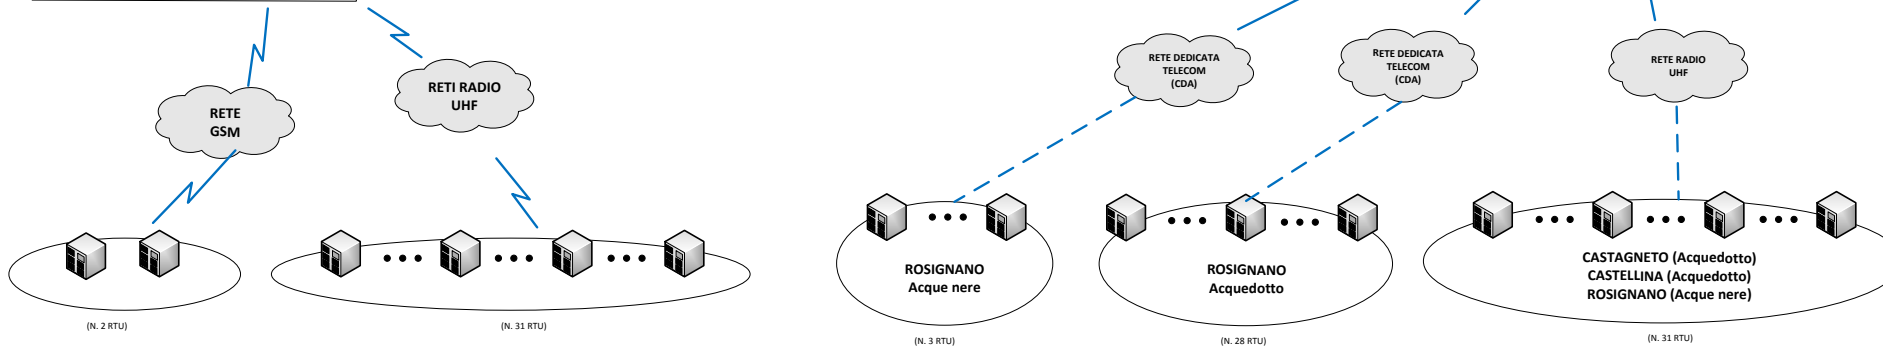 RETE
GSM
RETI RADIO
UHF
RETE DEDICATA
TELECOM
(CDA)
RETE DEDICATA
TELECOM
(CDA)
RETE RADIO
UHF
ROSIGNANO
Acque nere
ROSIGNANO
Acquedotto
CASTAGNETO (Acquedotto)
CASTELLINA (Acquedotto)
ROSIGNANO (Acque nere)
(N. 2 RTU)
(N. 31 RTU)
(N. 3 RTU)
(N. 28 RTU)
(N. 31 RTU)